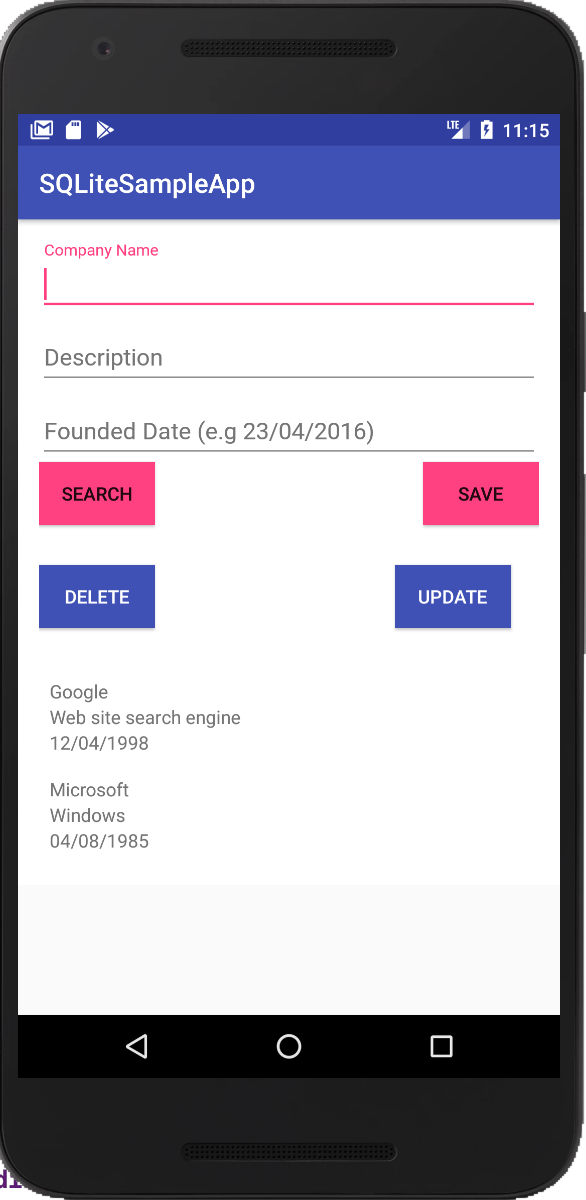 LTE 11:15
SQLiteSampleApp
Company Name
Description
Founded Date (e.g 23/04/2016)
SEARCH SAVE
DELETE UPDATE
Google
Web site search engine
12/04/1998
Microsoft
Windows
04/08/1985